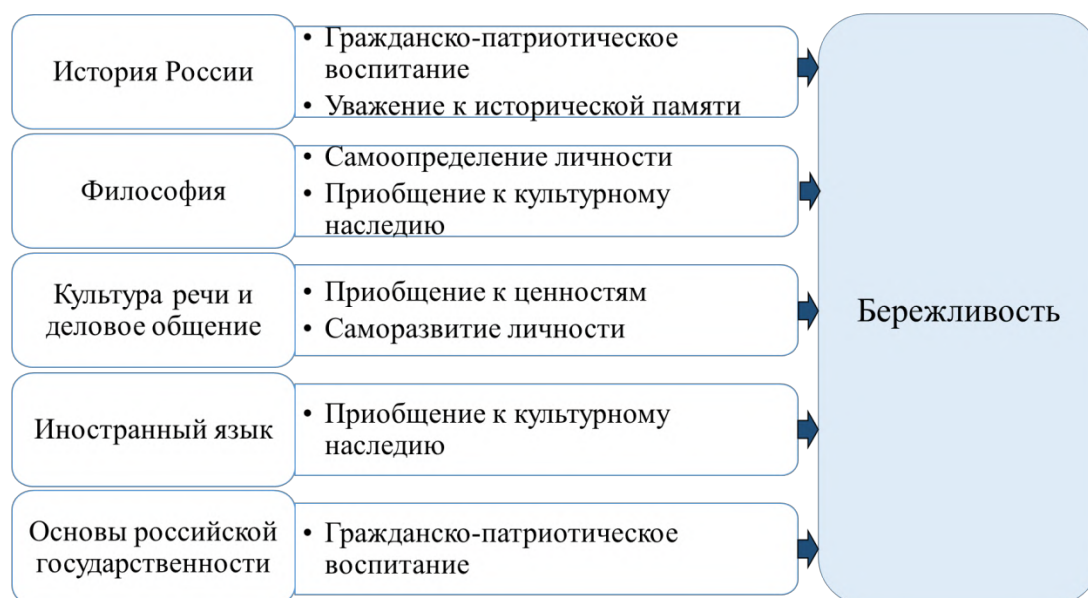 История России
• Гражданско-патриотическое
воспитание
• Уважение к исторической памяти
Философия
• Самоопределение личности
• Приобщение к культурному
наследию
Культура речи и
деловое общение
• Приобщение к ценностям
• Саморазвитие личности
Иностранный язык
• Приобщение к культурному
наследию
Основы российской
государственности
• Гражданско-патриотическое
воспитание
Бережливость